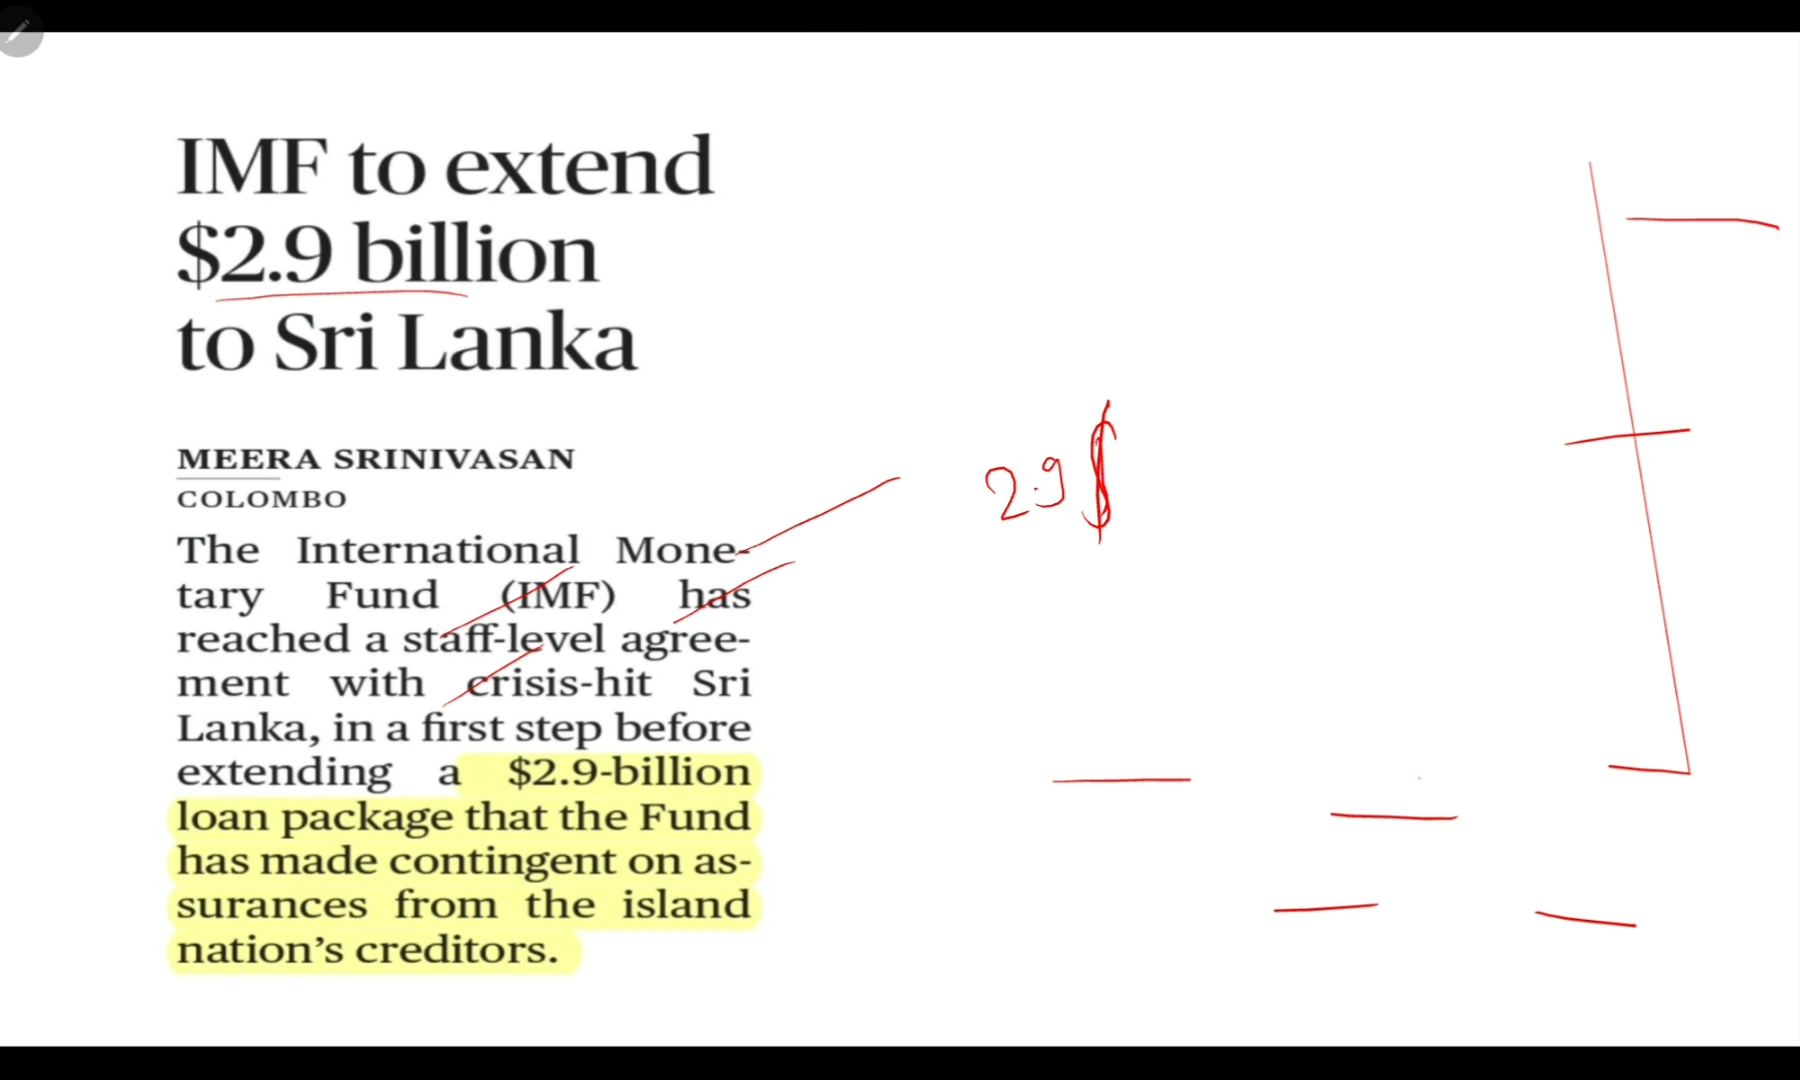 IMF to extend
$2.9 billion
to Sri Lanka
MEERA SRINIVASAN
COLOMBO
The International Mone-
tary Fund (IMF) has
reached a staff-level agree-
ment with crisis-hit Sri
Lanka, in a first step before
extending a $2.9-billion
loan package that the Fund
has made contingent on as-
surances from the island
nation’s creditors.
2.9 $